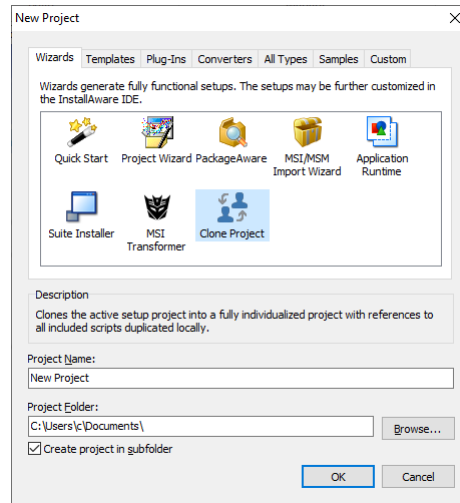 New Project
Wizards Templates Plug-Ins Converters All Types Samples Custom
Wizards generate fully functional setups. The setups may be further customized in
the InstallAware IDE.
Quick Start Project Wizard PackageAware MSI/MSM Import Wizard Application Runtime
Suite Installer MSI Transformer Clone Project
Description
Clones the active setup project into a fully individualized project with references to
all included scripts duplicated locally.
Project Name:
New Project
Project Folder:
C:\Users\c\Documents\
Browse...
Create project in subfolder
OK Cancel